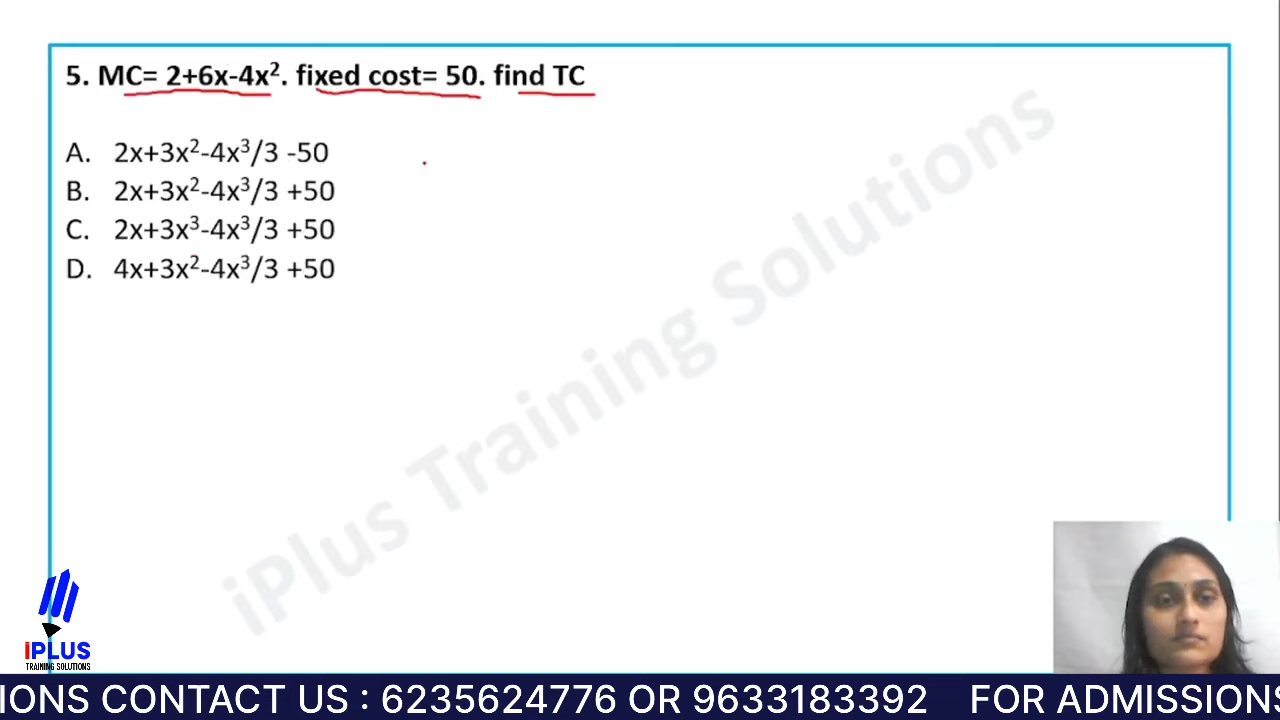 5. MC= 2+6x-4x². fixed cost= 50. find TC
A. 2x+3x²-4x³/3 -50
B. 2x+3x²-4x³/3 +50
C. 2x+3x³-4x³/3 +50
D. 4x+3x²-4x³/3 +50
iPlus Training Solutions
iPLUS
TRAINING SOLUTIONS
IONS CONTACT US : 6235624776 OR 9633183392 FOR ADMISSIONS